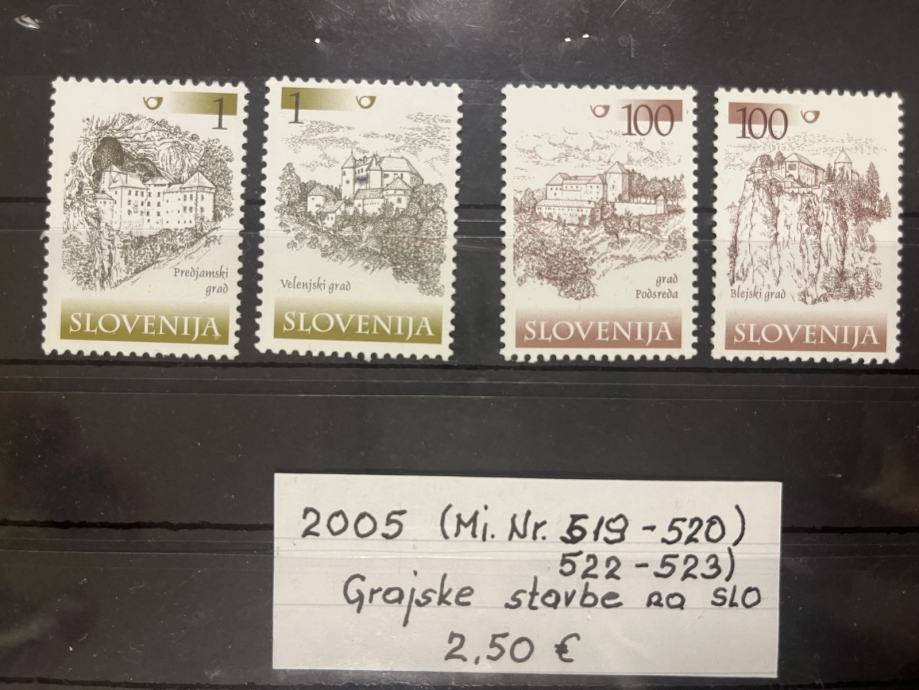 1
Predjamski
grad
SLOVENIJA
1
Velenjski grad
SLOVENIJA
100
grad
Podsreda
SLOVENIJA
100
Blejski grad
SLOVENIJA
2005 (Mi. Nr. 519 - 520)
522 - 523)
Grajske stavbe na SLO
2,50 €